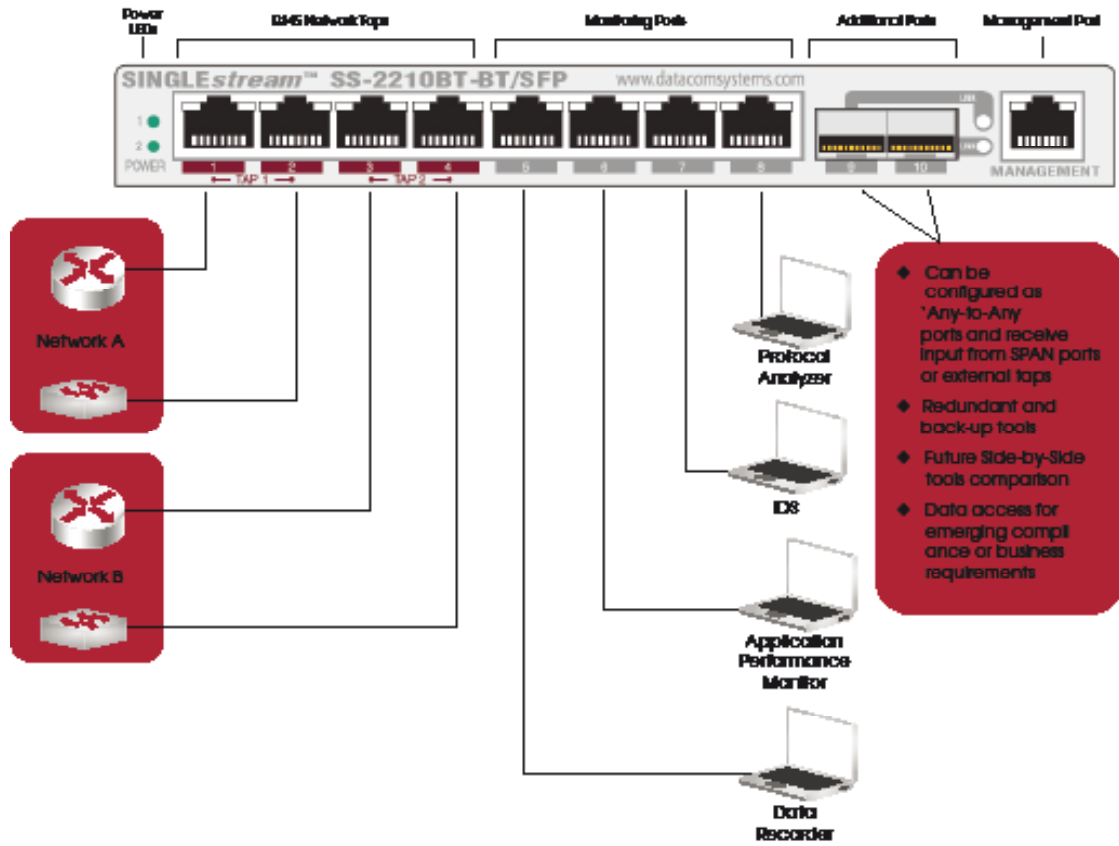 Power
LEDs
RJ45 Network Taps
Monitoring Ports
Additional Ports
Management Port
SINGLEstream™ SS-2210BT-BT/SFP
www.datacomsystems.com
LINK
LINK
1
2
POWER
1
2
3
4
5
6
7
8
9
10
MANAGEMENT
TAP 1
TAP 2
Network A
Network B
Protocal
Analyzer
IDS
Application
Performance
Monitor
Data
Recorder
◆ Can be
configured as
"Any-to-Any
ports and receive
input from SPAN ports
or external taps
◆ Redundant and
back-up tools
◆ Future Side-by-Side
tools comparison
◆ Data access for
emerging compli
ance or business
requirements